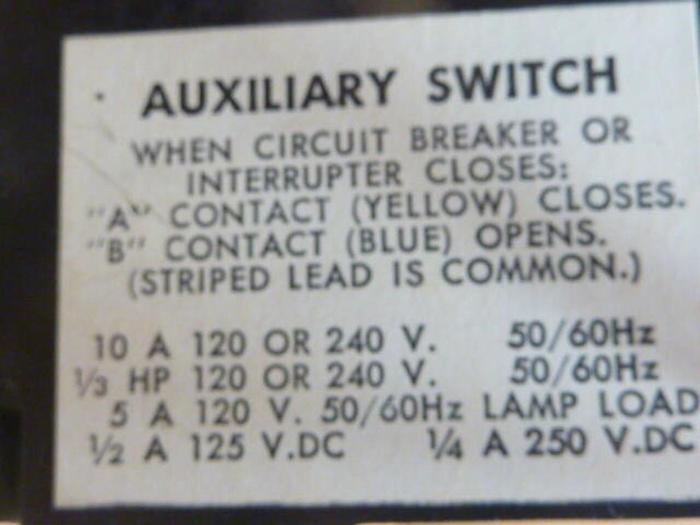 AUXILIARY SWITCH
WHEN CIRCUIT BREAKER OR
INTERRUPTER CLOSES:
"A" CONTACT (YELLOW) CLOSES.
"B" CONTACT (BLUE) OPENS.
(STRIPED LEAD IS COMMON.)
10 A 120 OR 240 V. 50/60Hz
1/3 HP 120 OR 240 V. 50/60Hz
5 A 120 V. 50/60Hz LAMP LOAD
1/2 A 125 V.DC 1/4 A 250 V.DC